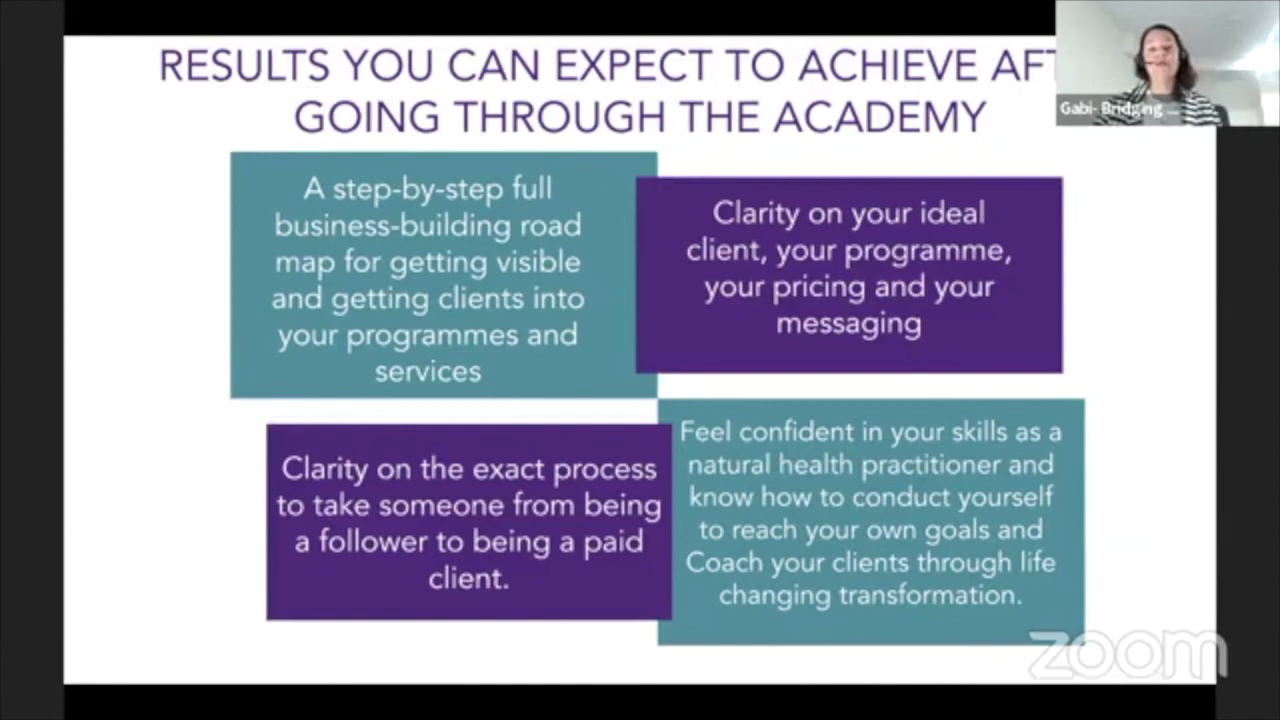 RESULTS YOU CAN EXPECT TO ACHIEVE AFT
GOING THROUGH THE ACADEMY
Gabi- Bridging ...
A step-by-step full
business-building road
map for getting visible
and getting clients into
your programmes and
services
Clarity on your ideal
client, your programme,
your pricing and your
messaging
Clarity on the exact process
to take someone from being
a follower to being a paid
client.
Feel confident in your skills as a
natural health practitioner and
know how to conduct yourself
to reach your own goals and
Coach your clients through life
changing transformation.
zoom